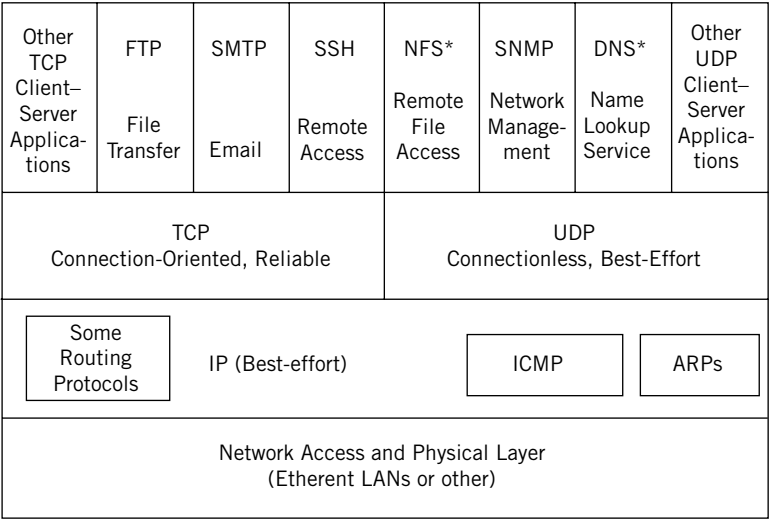 Other
TCP
Client–
Server
Applica-
tions
FTP
File
Transfer
SMTP
Email
SSH
Remote
Access
NFS*
Remote
File
Access
SNMP
Network
Manage-
ment
DNS*
Name
Lookup
Service
Other
UDP
Client–
Server
Applica-
tions
TCP
Connection-Oriented, Reliable
UDP
Connectionless, Best-Effort
Some
Routing
Protocols
IP (Best-effort)
ICMP
ARPs
Network Access and Physical Layer
(Etherent LANs or other)